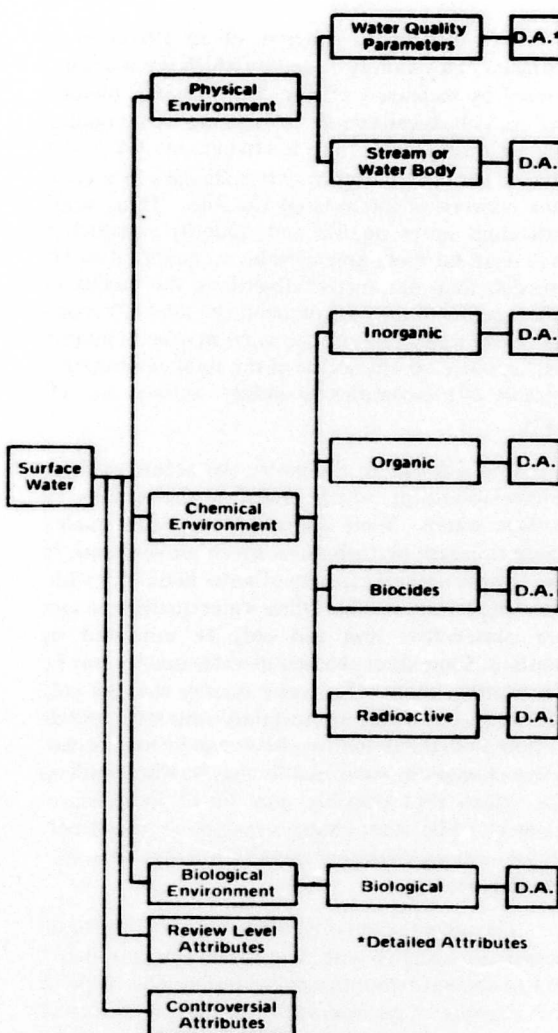 Water Quality
Parameters
D.A.*
Physical
Environment
Stream or
Water Body
D.A.
Inorganic
D.A.
Surface
Water
Chemical
Environment
Organic
D.A.
Biocides
D.A.
Radioactive
D.A.
Biological
Environment
Biological
D.A.
Review Level
Attributes
*Detailed Attributes
Controversial
Attributes